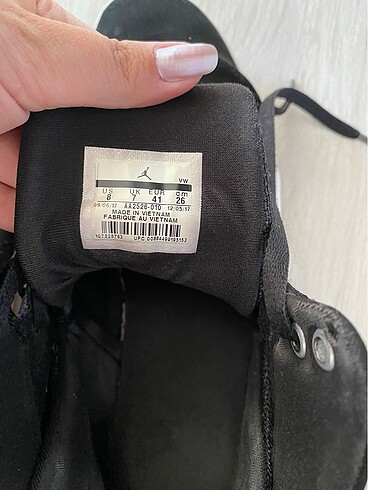 VW
US UK EUR cm
8 7 41 26
09:06:17 AA2526-010 12:05:17
MADE IN VIETNAM
FABRIQUE AU VIETNAM